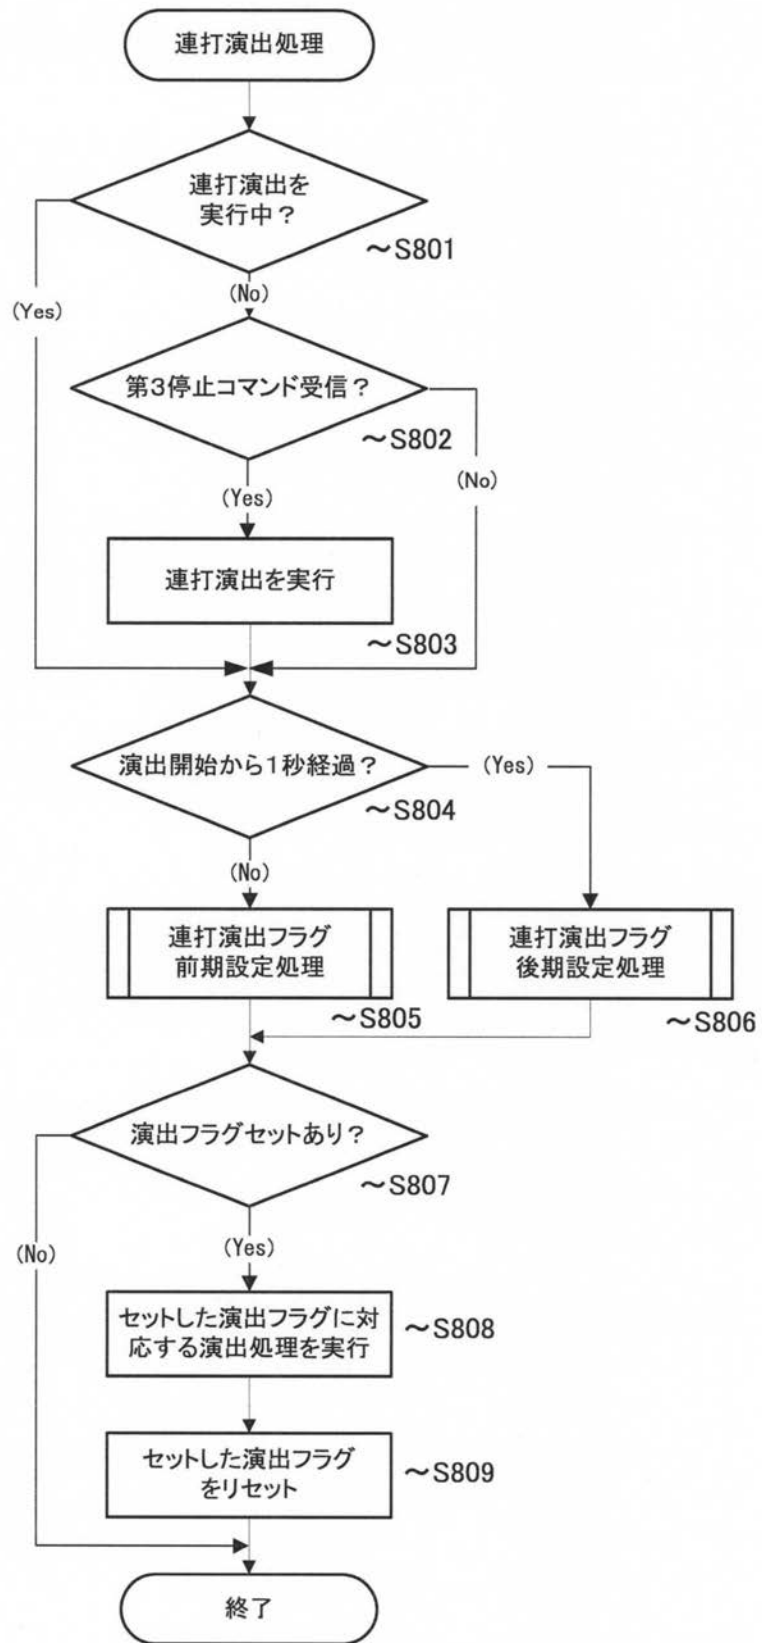 連打演出処理
連打演出を
実行中？
～S801
(Yes)
(No)
第3停止コマンド受信？
～S802
(No)
(Yes)
連打演出を実行
～S803
演出開始から1秒経過？
(Yes)
～S804
(No)
連打演出フラグ
前期設定処理
～S805
連打演出フラグ
後期設定処理
～S806
演出フラグセットあり？
～S807
(No)
(Yes)
セットした演出フラグに対
応する演出処理を実行
～S808
セットした演出フラグ
をリセット
～S809
終了